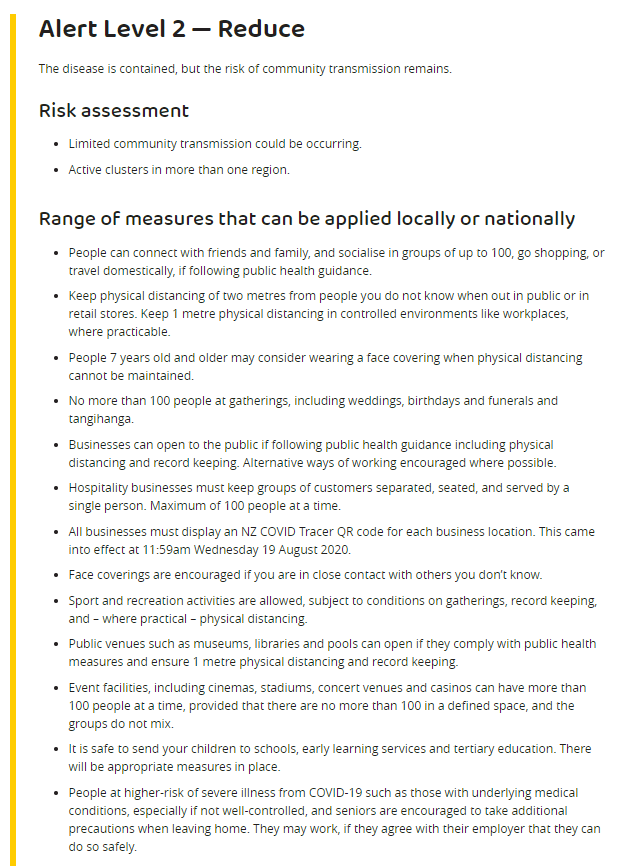 Alert Level 2 — Reduce
The disease is contained, but the risk of community transmission remains.
Risk assessment
• Limited community transmission could be occurring.
• Active clusters in more than one region.
Range of measures that can be applied locally or nationally
• People can connect with friends and family, and socialise in groups of up to 100, go shopping, or
travel domestically, if following public health guidance.
• Keep physical distancing of two metres from people you do not know when out in public or in
retail stores. Keep 1 metre physical distancing in controlled environments like workplaces,
where practicable.
• People 7 years old and older may consider wearing a face covering when physical distancing
cannot be maintained.
• No more than 100 people at gatherings, including weddings, birthdays and funerals and
tangihanga.
• Businesses can open to the public if following public health guidance including physical
distancing and record keeping. Alternative ways of working encouraged where possible.
• Hospitality businesses must keep groups of customers separated, seated, and served by a
single person. Maximum of 100 people at a time.
• All businesses must display an NZ COVID Tracer QR code for each business location. This came
into effect at 11:59am Wednesday 19 August 2020.
• Face coverings are encouraged if you are in close contact with others you don’t know.
• Sport and recreation activities are allowed, subject to conditions on gatherings, record keeping,
and – where practical – physical distancing.
• Public venues such as museums, libraries and pools can open if they comply with public health
measures and ensure 1 metre physical distancing and record keeping.
• Event facilities, including cinemas, stadiums, concert venues and casinos can have more than
100 people at a time, provided that there are no more than 100 in a defined space, and the
groups do not mix.
• It is safe to send your children to schools, early learning services and tertiary education. There
will be appropriate measures in place.
• People at higher-risk of severe illness from COVID-19 such as those with underlying medical
conditions, especially if not well-controlled, and seniors are encouraged to take additional
precautions when leaving home. They may work, if they agree with their employer that they can
do so safely.